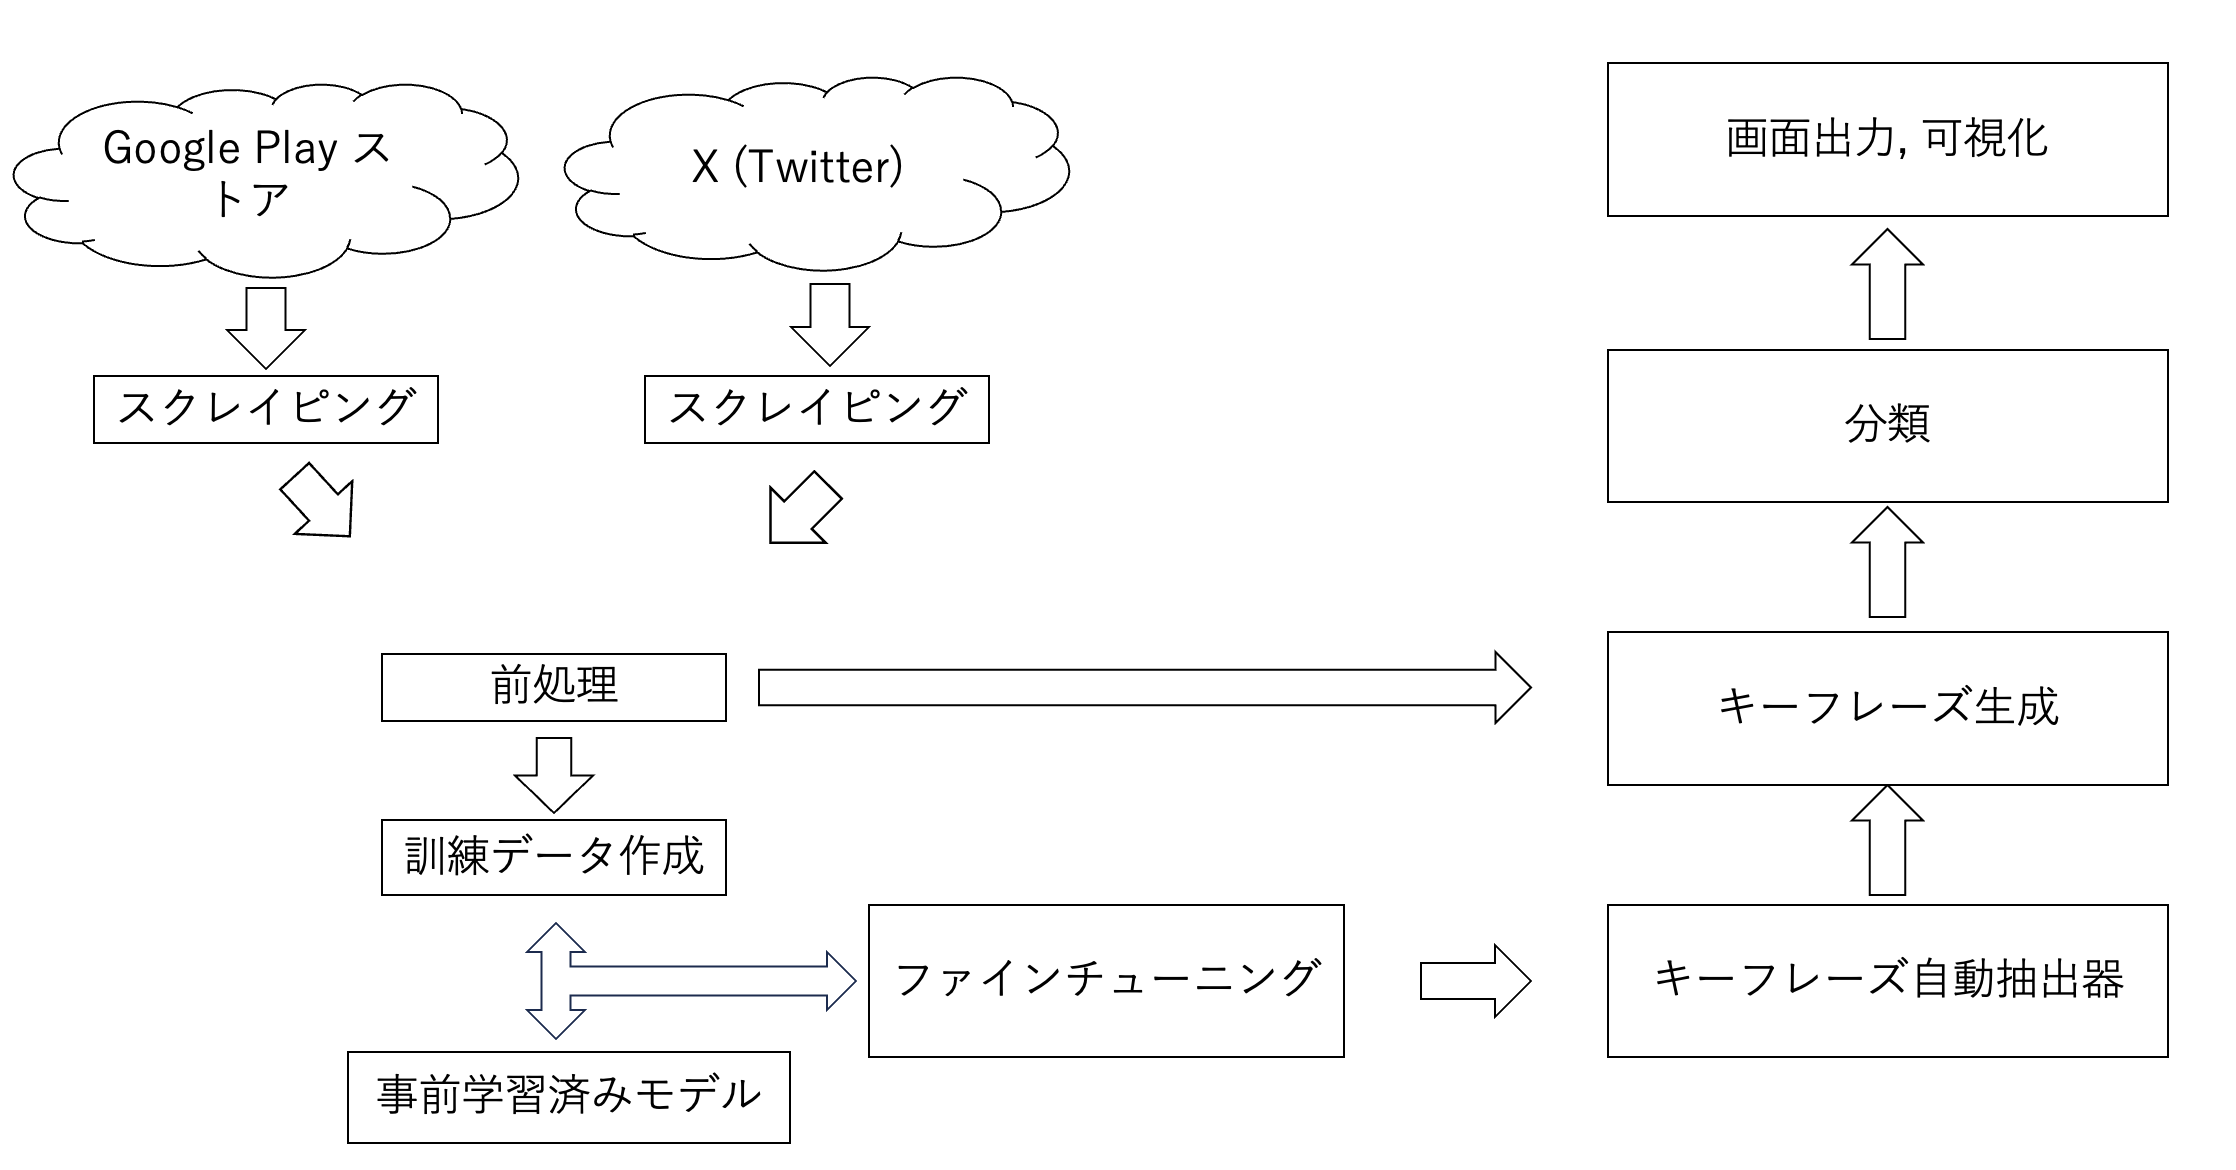 Google Play ス
トア
X (Twitter)
スクレイピング
スクレイピング
前処理
訓練データ作成
事前学習済みモデル
ファインチューニング
キーフレーズ自動抽出器
キーフレーズ生成
分類
画面出力, 可視化